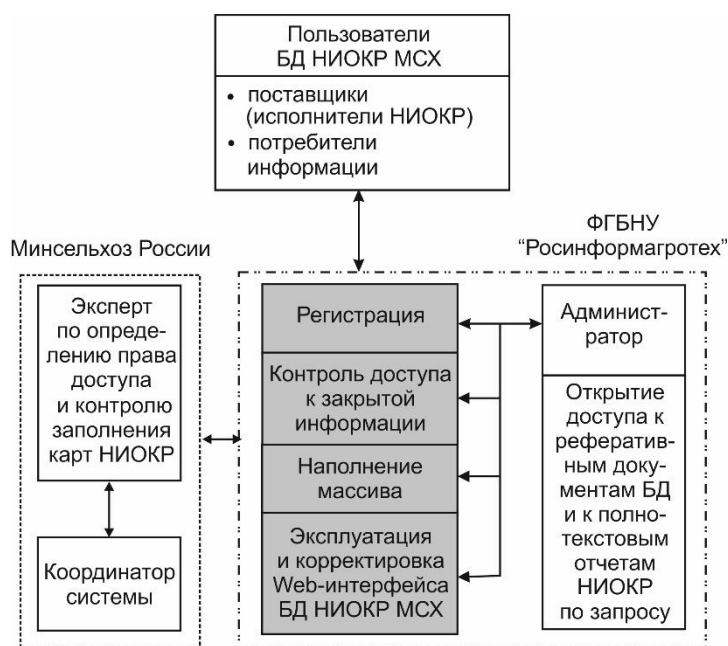 Пользователи
БД НИОКР МСХ
• поставщики
(исполнители НИОКР)
• потребители
информации
Минсельхоз России
ФГБНУ
“Росинформагротех”
Эксперт
по опреде-
лению права
доступа
и контролю
заполнения
карт НИОКР
Координатор
системы
Регистрация
Контроль доступа
к закрытой
информации
Наполнение
массива
Эксплуатация
и корректировка
Web-интерфейса
БД НИОКР МСХ
Админист-
ратор
Открытие
доступа к
рефератив-
ным доку-
ментам БД
и к полно-
текстовым
отчетам
НИОКР
по запросу